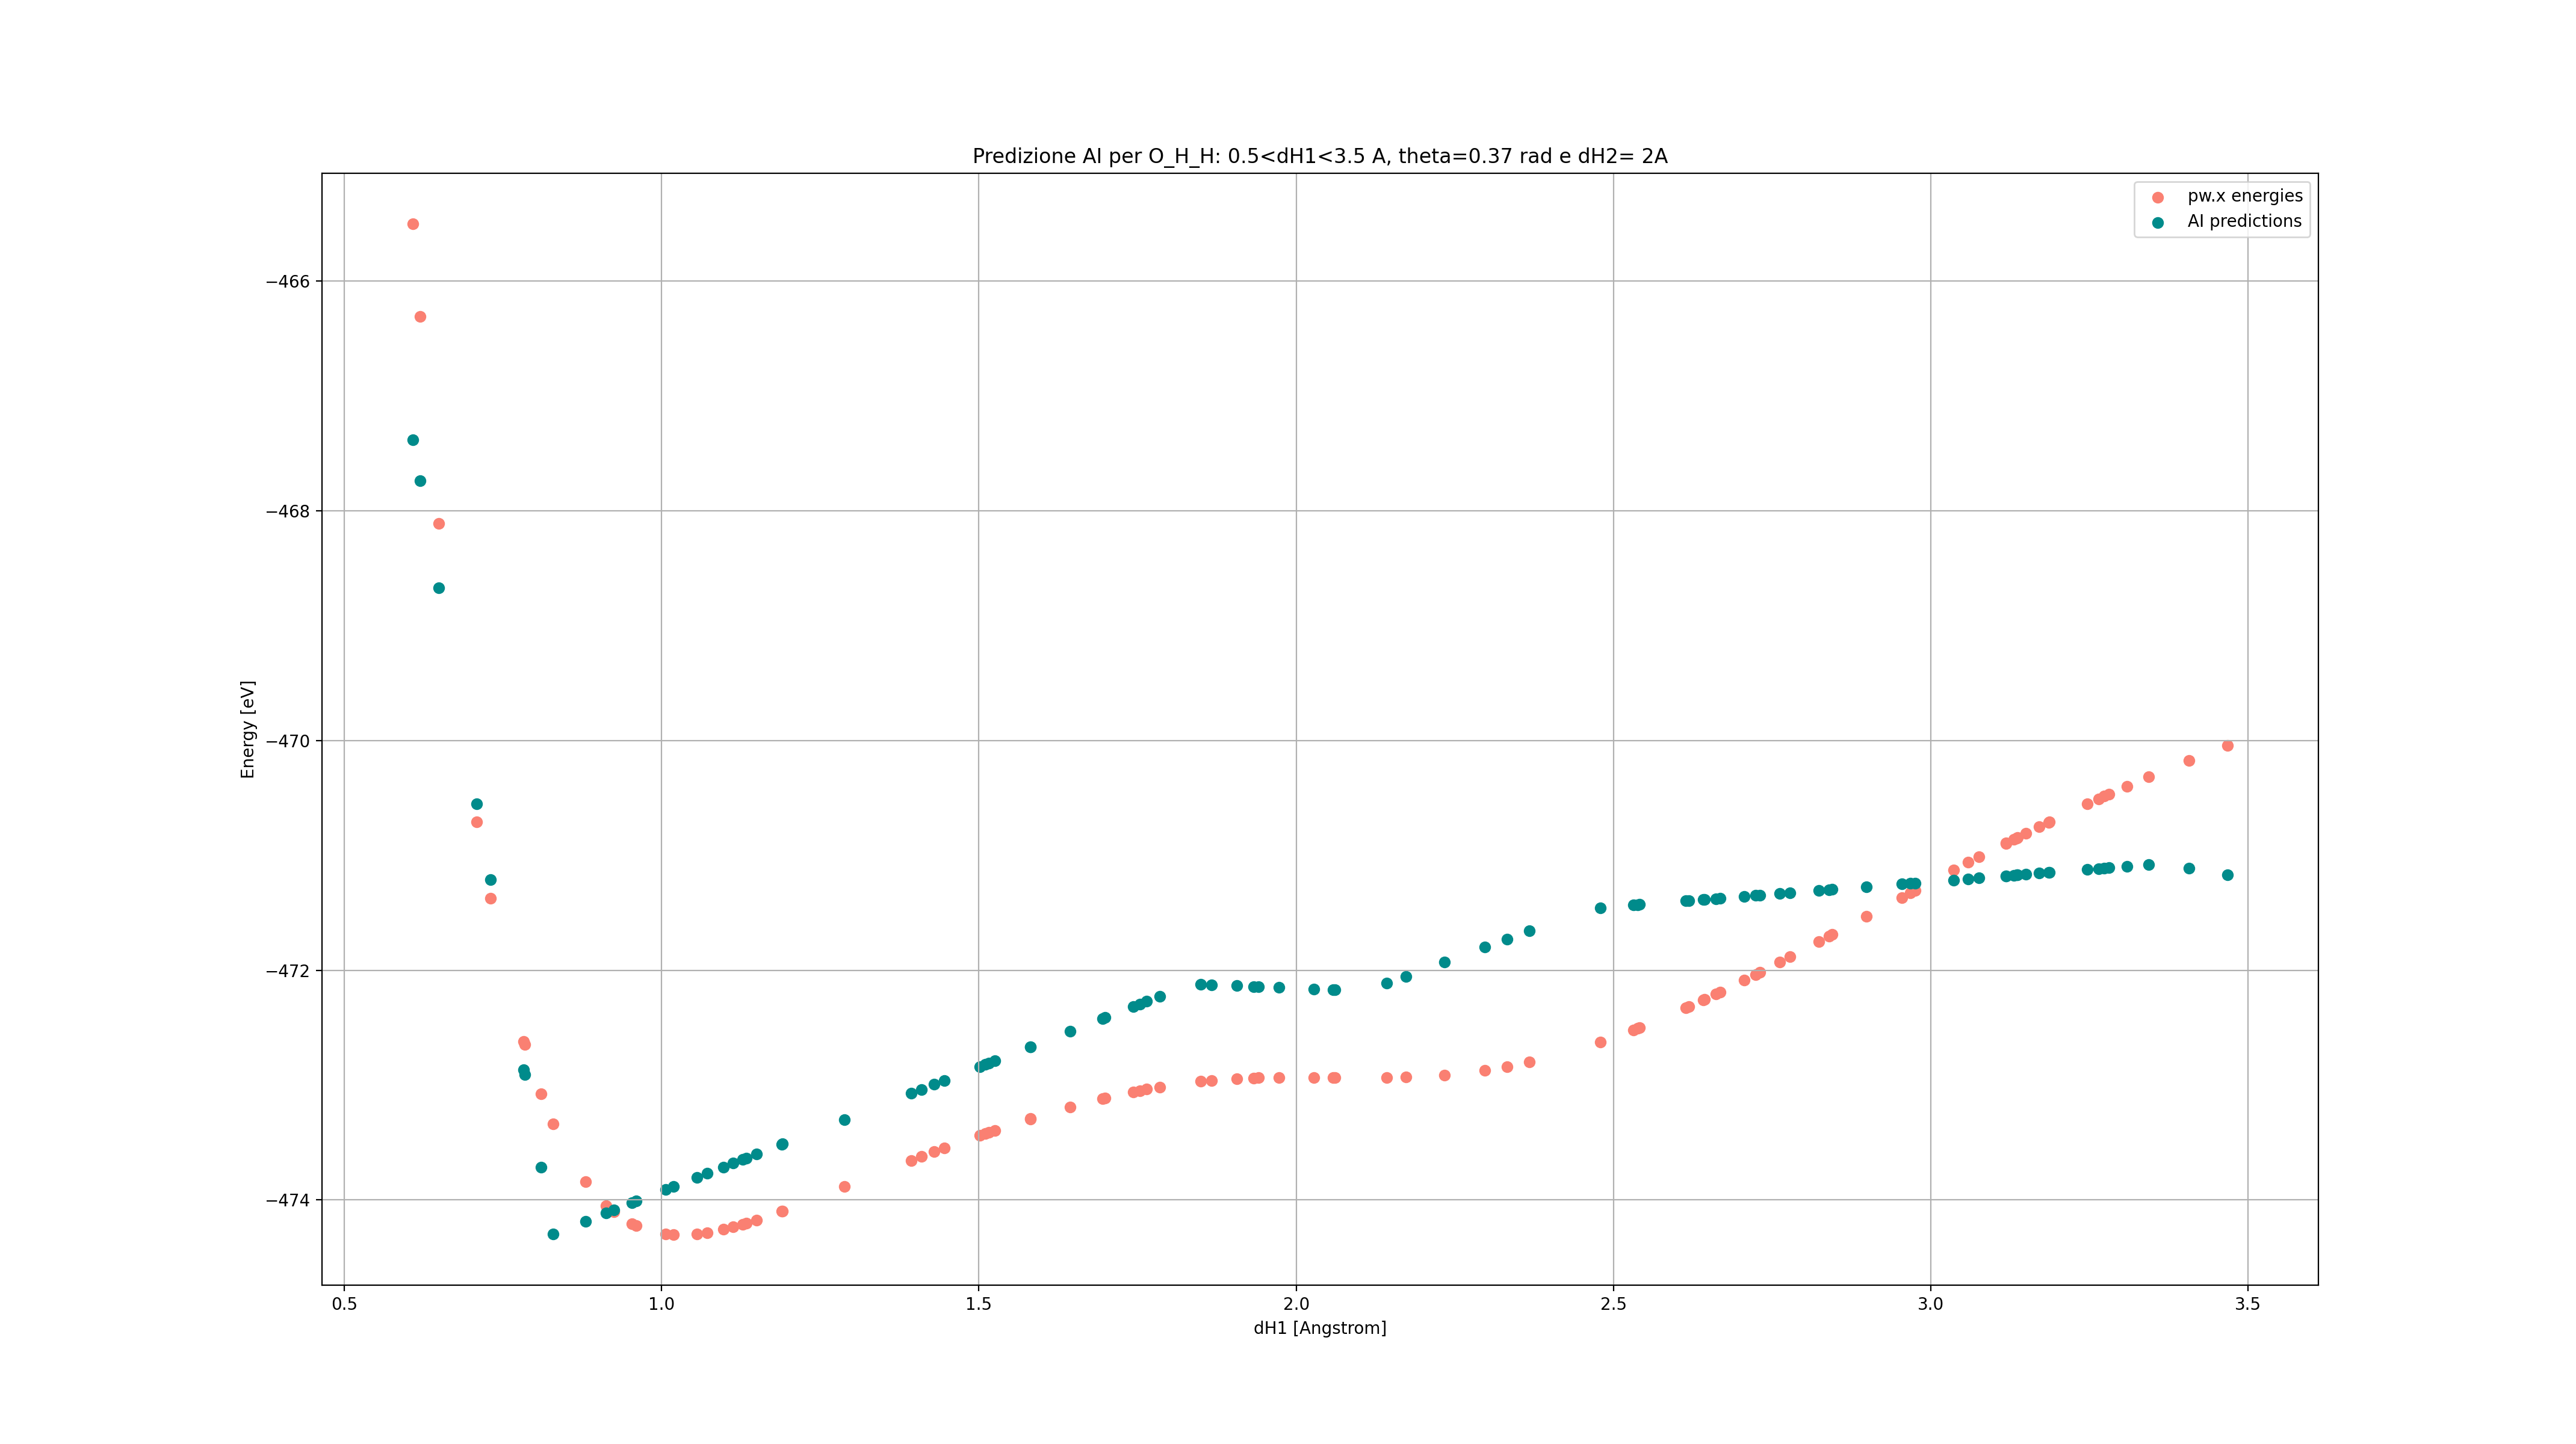 Predizione AI per O_H_H: 0.5<dH1<3.5 A, theta=0.37 rad e dH2= 2A
pw.x energies
AI predictions
−466
−468
−470
−472
−474
Energy [eV]
0.5 1.0 1.5 2.0 2.5 3.0 3.5
dH1 [Angstrom]